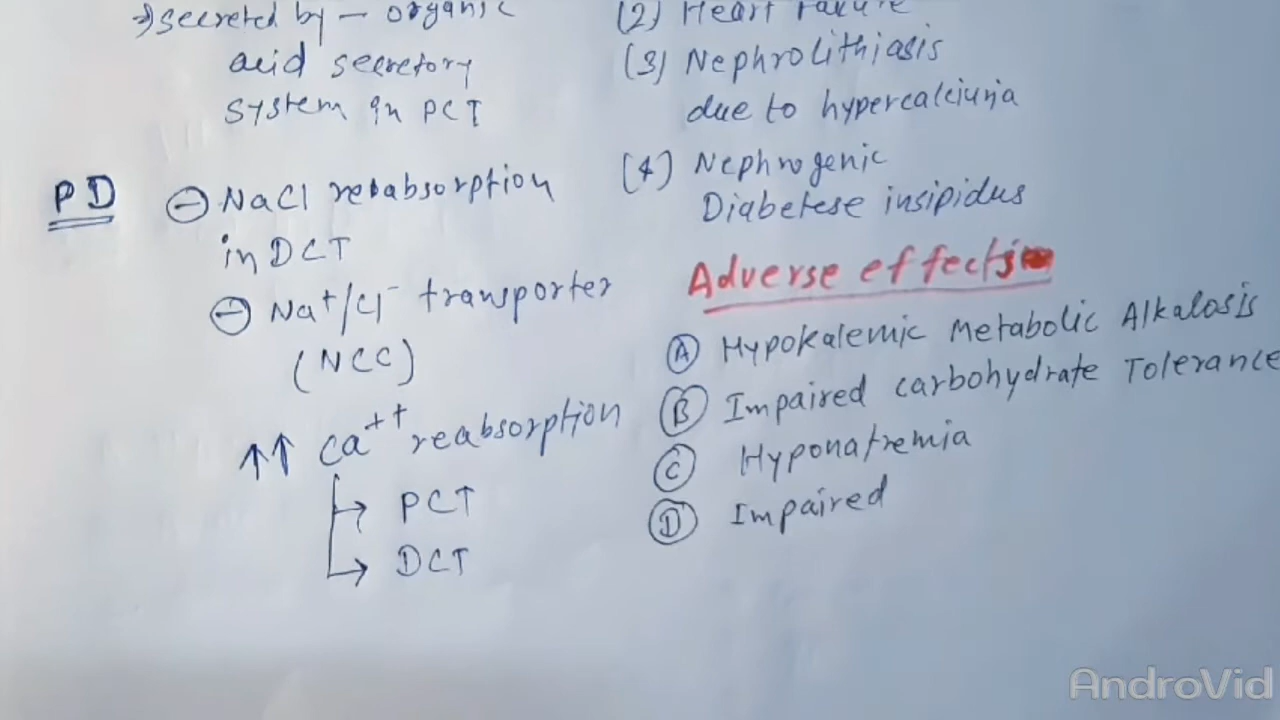 → secreted by – organic
acid secretory
system in PCT
PD ⊖ NaCl reabsorption
in DCT
⊖ Na⁺/Cl⁻ transporter
(NCC)
↑↑ Ca⁺⁺ reabsorption
→ PCT
→ DCT
(2) Heart Failure
(3) Nephrolithiasis
due to hypercalciuria
(4) Nephrogenic
Diabetese insipidus
Adverse effects
Ⓐ Hypokalemic Metabolic Alkalosis
Ⓑ Impaired carbohydrate Tolerance
Ⓒ Hyponatremia
Ⓓ Impaired
AndroVid